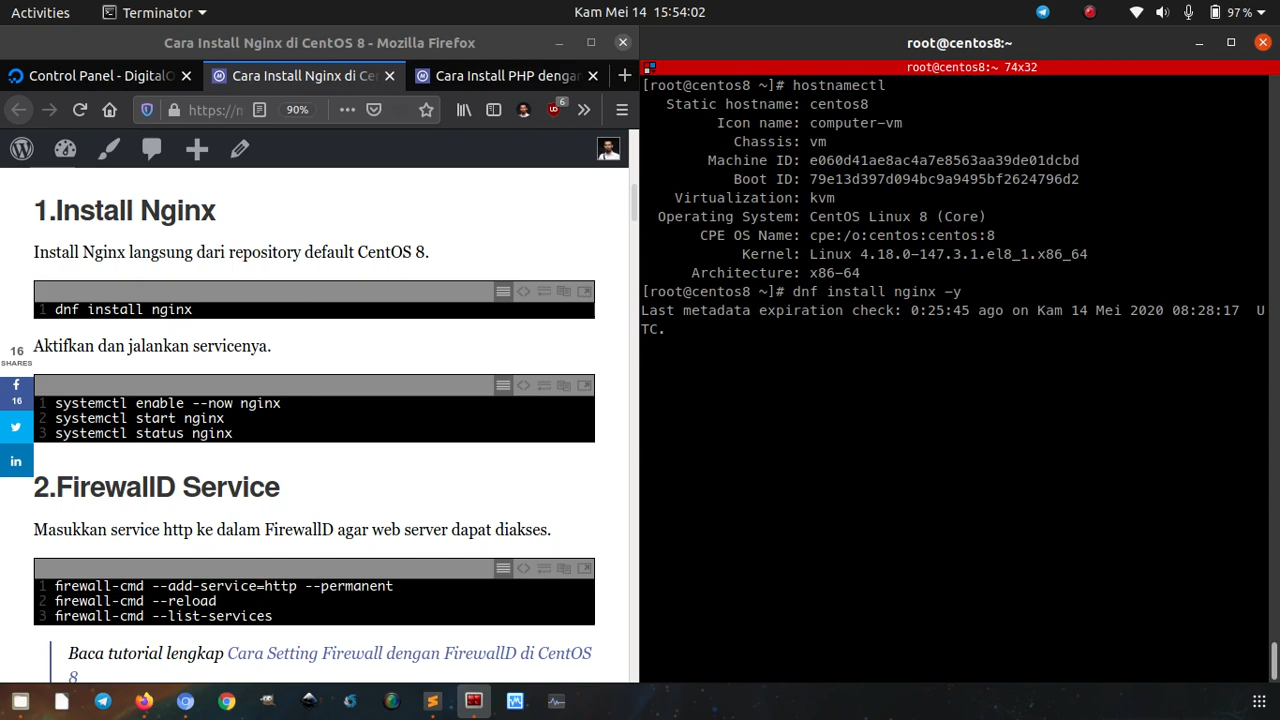 Activities
Terminator
Kam Mei 14  15:54:02
97 %
Cara Install Nginx di CentOS 8 - Mozilla Firefox
Control Panel - DigitalO
Cara Install Nginx di Cen
Cara Install PHP dengan
https://n
90%
6
1.Install Nginx
Install Nginx langsung dari repository default CentOS 8.
1 dnf install nginx
Aktifkan dan jalankan servicenya.
16
SHARES
16
1 systemctl enable --now nginx
2 systemctl start nginx
3 systemctl status nginx
2.FirewallD Service
Masukkan service http ke dalam FirewallD agar web server dapat diakses.
1 firewall-cmd --add-service=http --permanent
2 firewall-cmd --reload
3 firewall-cmd --list-services
Baca tutorial lengkap Cara Setting Firewall dengan FirewallD di CentOS
8
root@centos8:~
root@centos8:~ 74x32
[root@centos8 ~]# hostnamectl
Static hostname: centos8
Icon name: computer-vm
Chassis: vm
Machine ID: e060d41ae8ac4a7e8563aa39de01dcbd
Boot ID: 79e13d397d094bc9a9495bf2624796d2
Virtualization: kvm
Operating System: CentOS Linux 8 (Core)
CPE OS Name: cpe:/o:centos:centos:8
Kernel: Linux 4.18.0-147.3.1.el8_1.x86_64
Architecture: x86-64
[root@centos8 ~]# dnf install nginx -y
Last metadata expiration check: 0:25:45 ago on Kam 14 Mei 2020 08:28:17  U
TC.